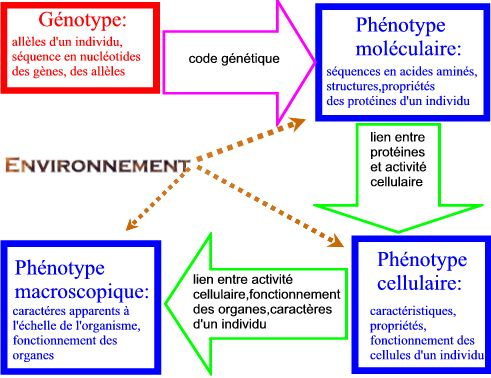 Génotype:
allèles d'un individu,
séquence en nucléotides
des gènes, des allèles
code génétique
Phénotype
moléculaire:
séquences en acides aminés,
structures,propriétés
des protéines d'un individu
lien entre
protéines
et activité
cellulaire
ENVIRONNEMENT
Phénotype
macroscopique:
caractéres apparents à
l'échelle de l'organisme,
fonctionnement des
organes
lien entre activité
cellulaire,fonctionnement
des organes,caractères
d'un individu
Phénotype
cellulaire:
caractéristiques,
propriétés,
fonctionnement des
cellules d'un individu